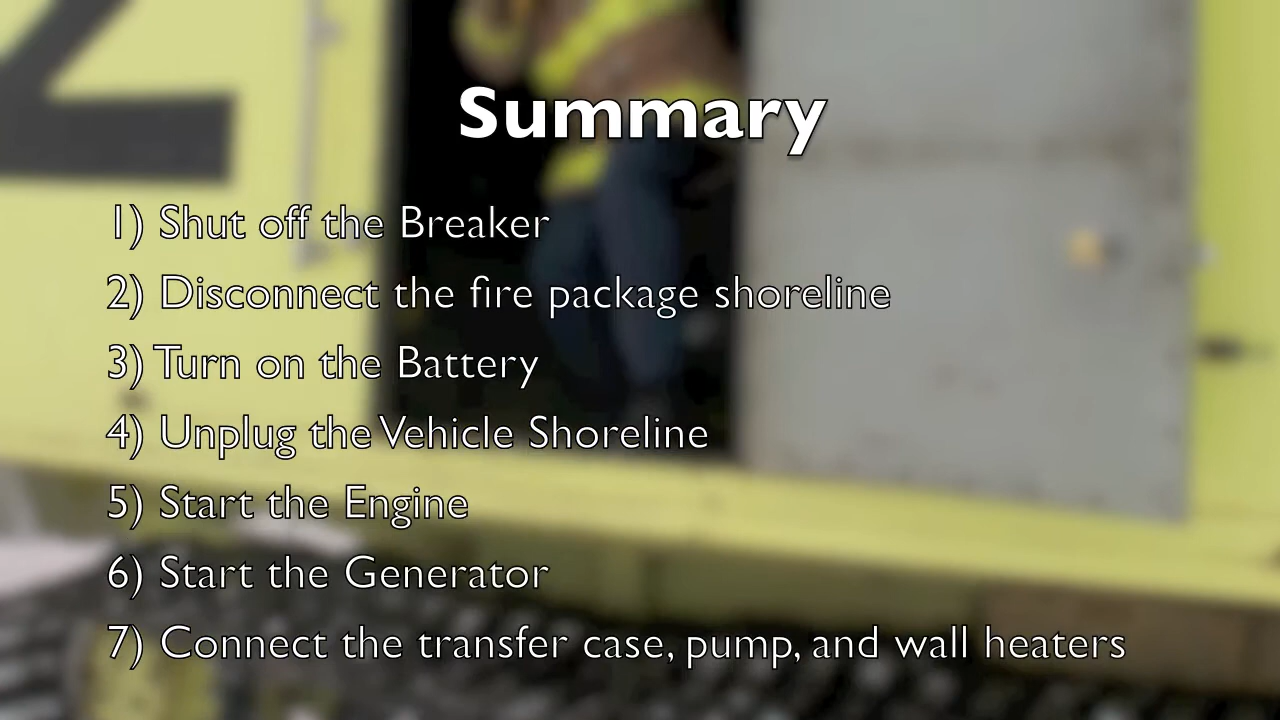 Summary
1) Shut off the Breaker
2) Disconnect the fire package shoreline
3) Turn on the Battery
4) Unplug the Vehicle Shoreline
5) Start the Engine
6) Start the Generator
7) Connect the transfer case, pump, and wall heaters